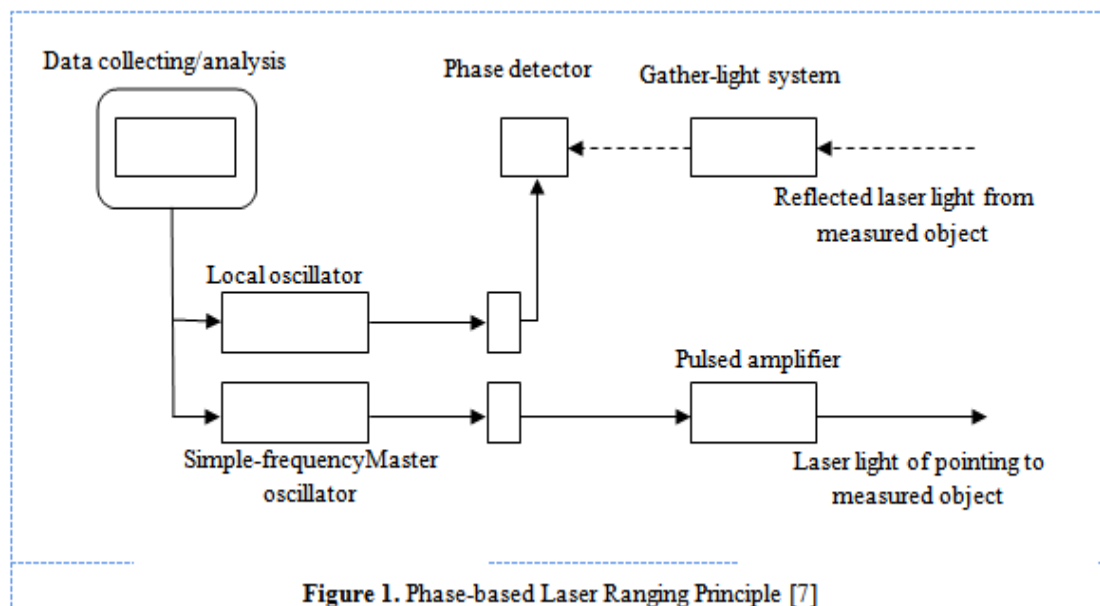 Data collecting/analysis
Phase detector
Gather-light system
Reflected laser light from
measured object
Local oscillator
Pulsed amplifier
Simple-frequencyMaster
oscillator
Laser light of pointing to
measured object
Figure 1. Phase-based Laser Ranging Principle [7]